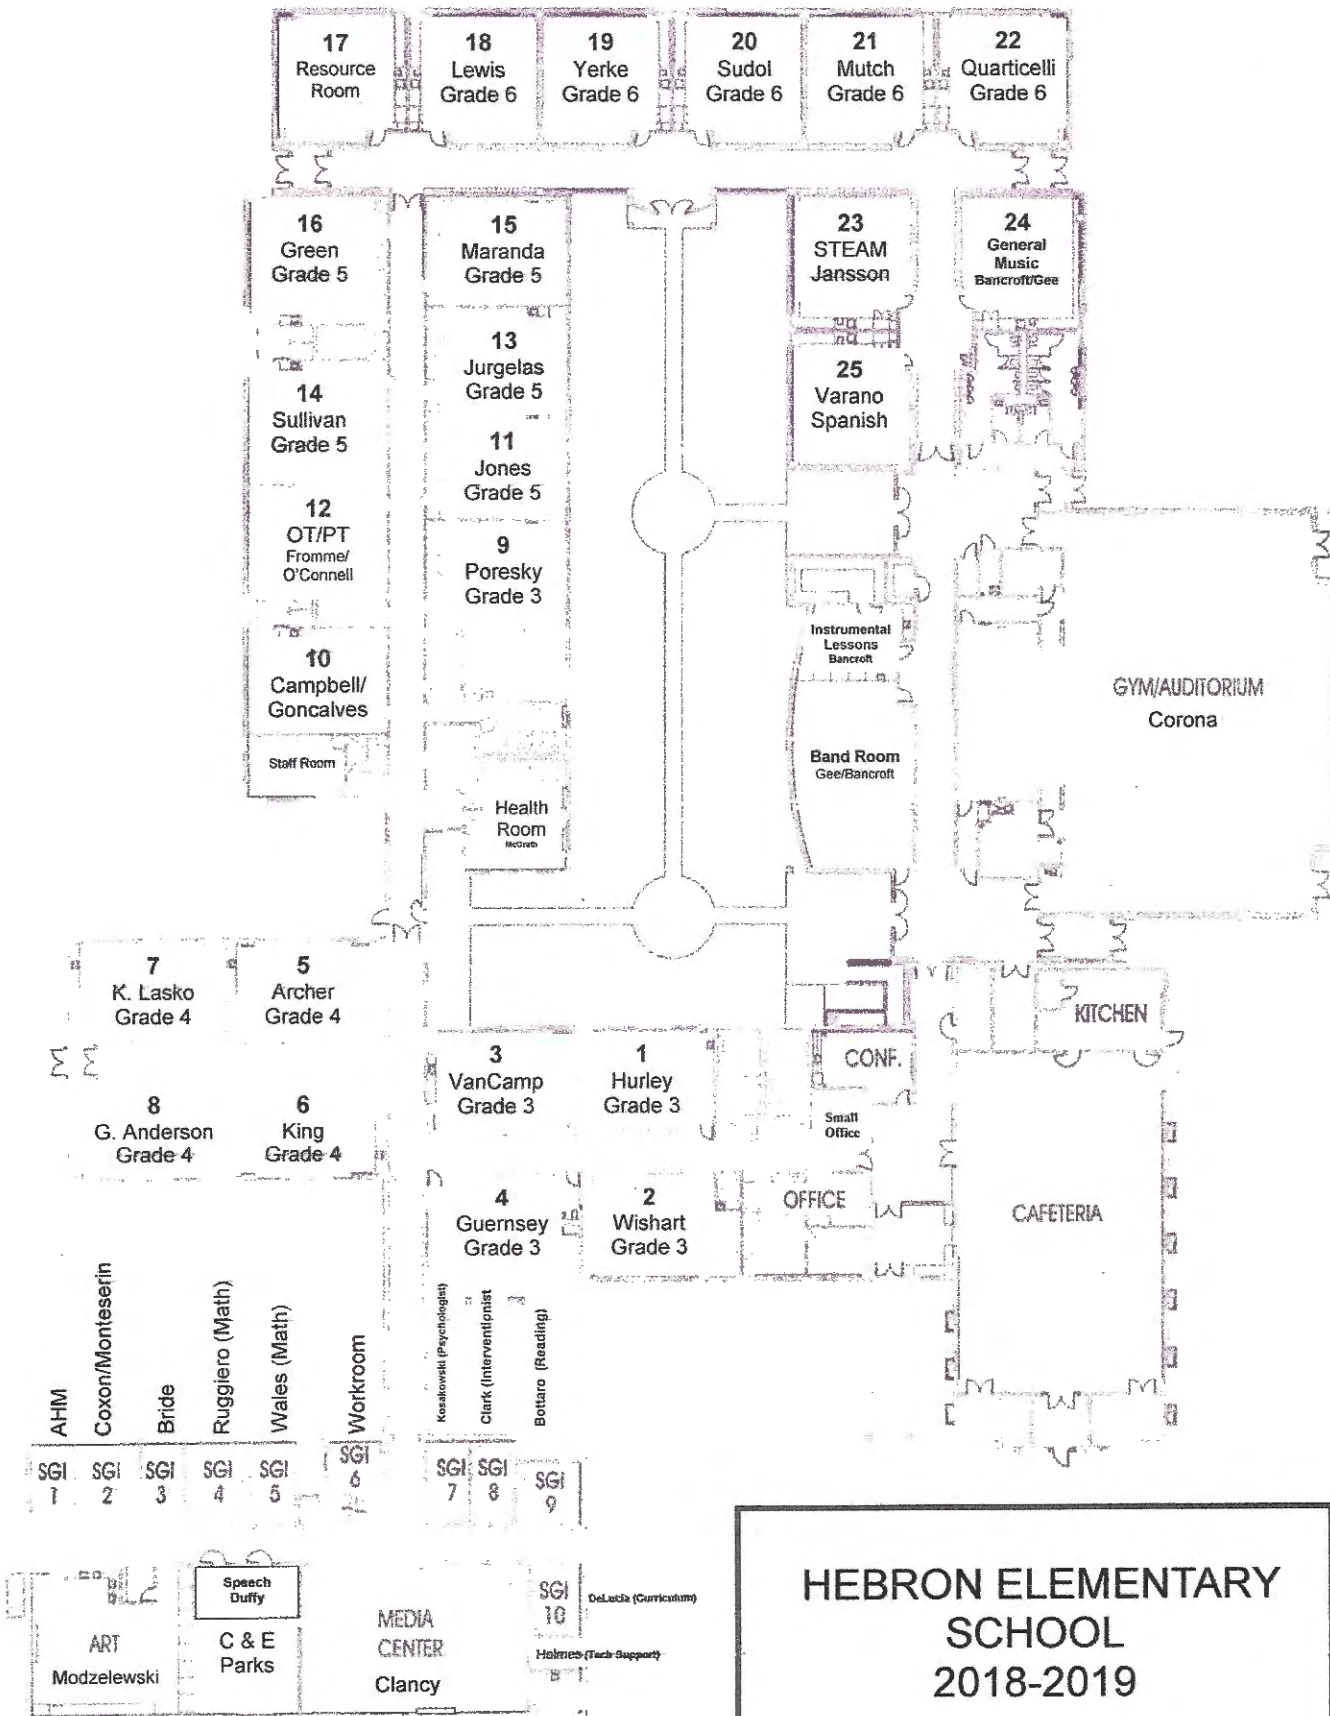 17
Resource
Room
18
Lewis
Grade 6
19
Yerke
Grade 6
20
Sudol
Grade 6
21
Mutch
Grade 6
22
Quarticelli
Grade 6
16
Green
Grade 5
15
Maranda
Grade 5
23
STEAM
Jansson
24
General
Music
Bancroft/Gee
13
Jurgelas
Grade 5
14
Sullivan
Grade 5
25
Varano
Spanish
11
Jones
Grade 5
12
OT/PT
Fromme/
O'Connell
9
Poresky
Grade 3
10
Campbell/
Goncalves
Staff Room
Instrumental
Lessons
Bancroft
GYM/AUDITORIUM
Corona
Band Room
Gee/Bancroft
Health
Room
McGrath
7
K. Lasko
Grade 4
5
Archer
Grade 4
KITCHEN
3
VanCamp
Grade 3
1
Hurley
Grade 3
CONF.
8
G. Anderson
Grade 4
6
King
Grade 4
Small
Office
4
Guernsey
Grade 3
2
Wishart
Grade 3
OFFICE
CAFETERIA
AHM
Coxon/Monteserin
Bride
Ruggiero (Math)
Wales (Math)
Workroom
Kosakowski (Psychologist)
Clark (Interventionist
Bottaro (Reading)
SGI
1
SGI
2
SGI
3
SGI
4
SGI
5
SGI
6
SGI
7
SGI
8
SGI
9
Speech
Duffy
ART
Modzelewski
C & E
Parks
MEDIA
CENTER
Clancy
SGI
10
DeLucia (Curriculum)
Holmes (Tech Support)
HEBRON ELEMENTARY
SCHOOL
2018-2019